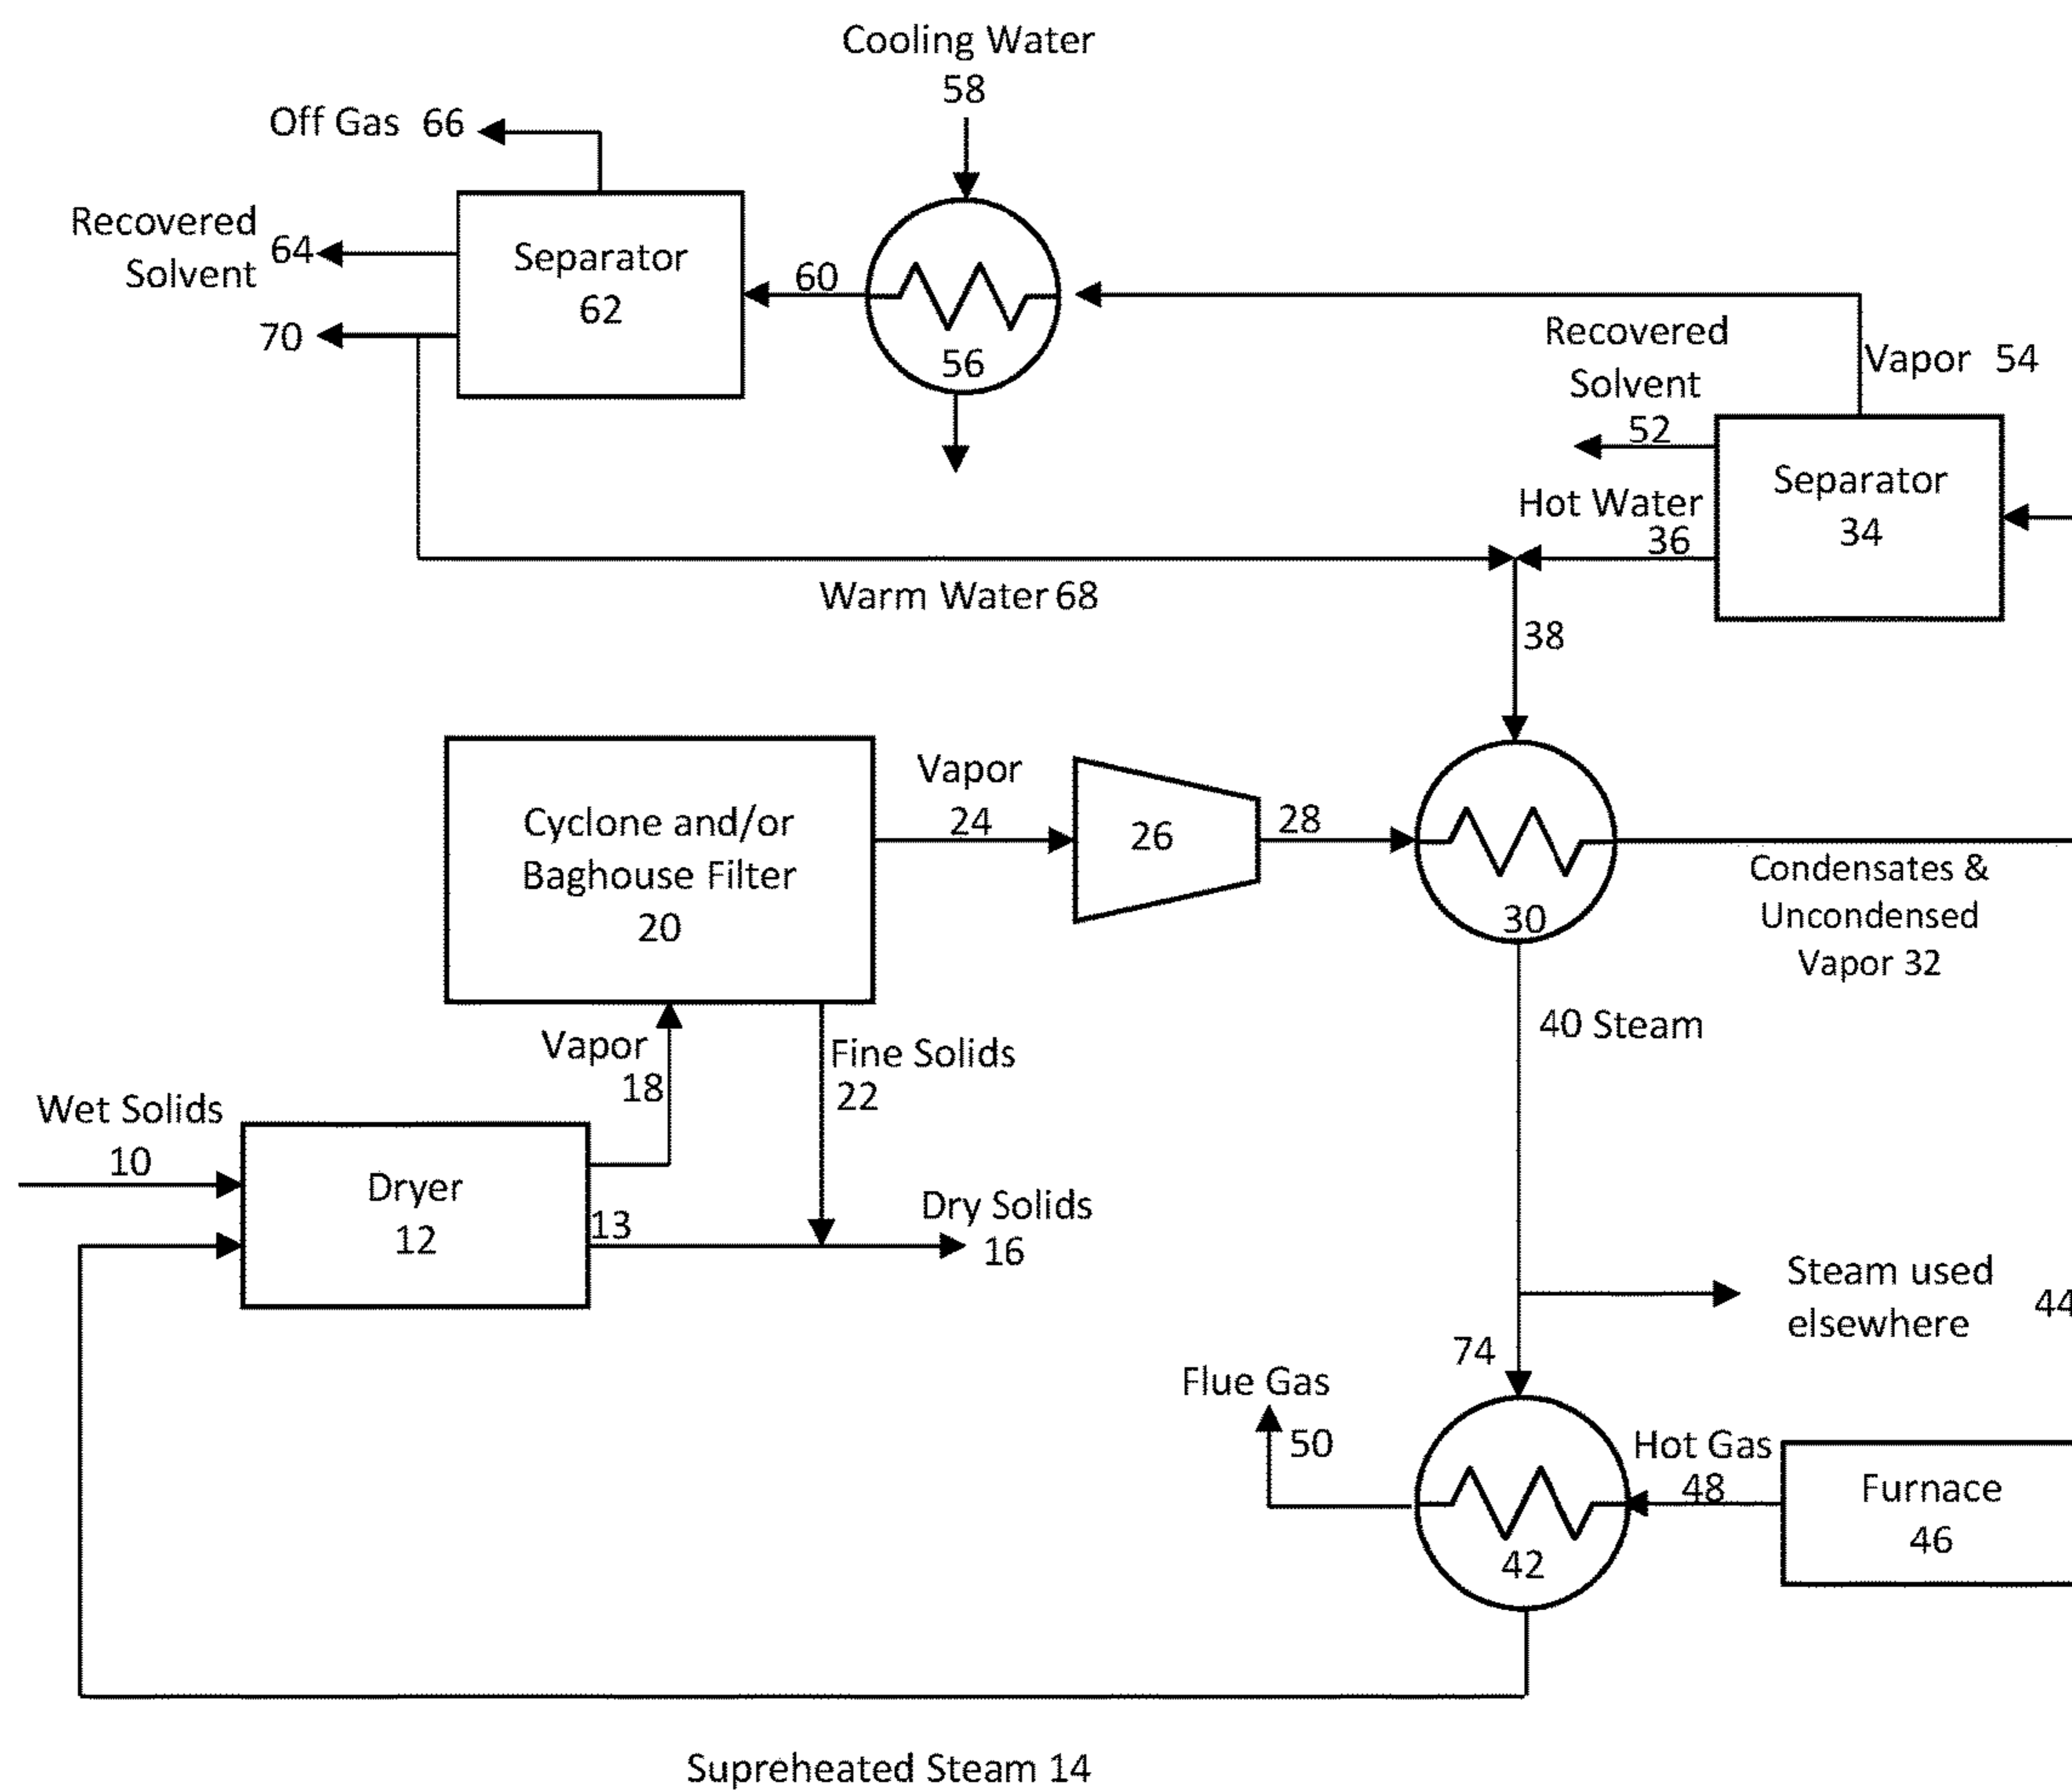 Cooling Water
58
Off Gas 66
Recovered
Solvent
64
Separator
62
60
56
70
Recovered
Solvent
52
Vapor 54
Hot Water
36
Separator
34
Warm Water 68
38
Cyclone and/or
Baghouse Filter
20
Vapor
24
26
28
30
Condensates &
Uncondensed
Vapor 32
40 Steam
Vapor
18
Fine Solids
22
Wet Solids
10
Dryer
12
13
Dry Solids
16
Steam used
elsewhere
44
74
Flue Gas
50
Hot Gas
48
42
Furnace
46
Supreheated Steam 14